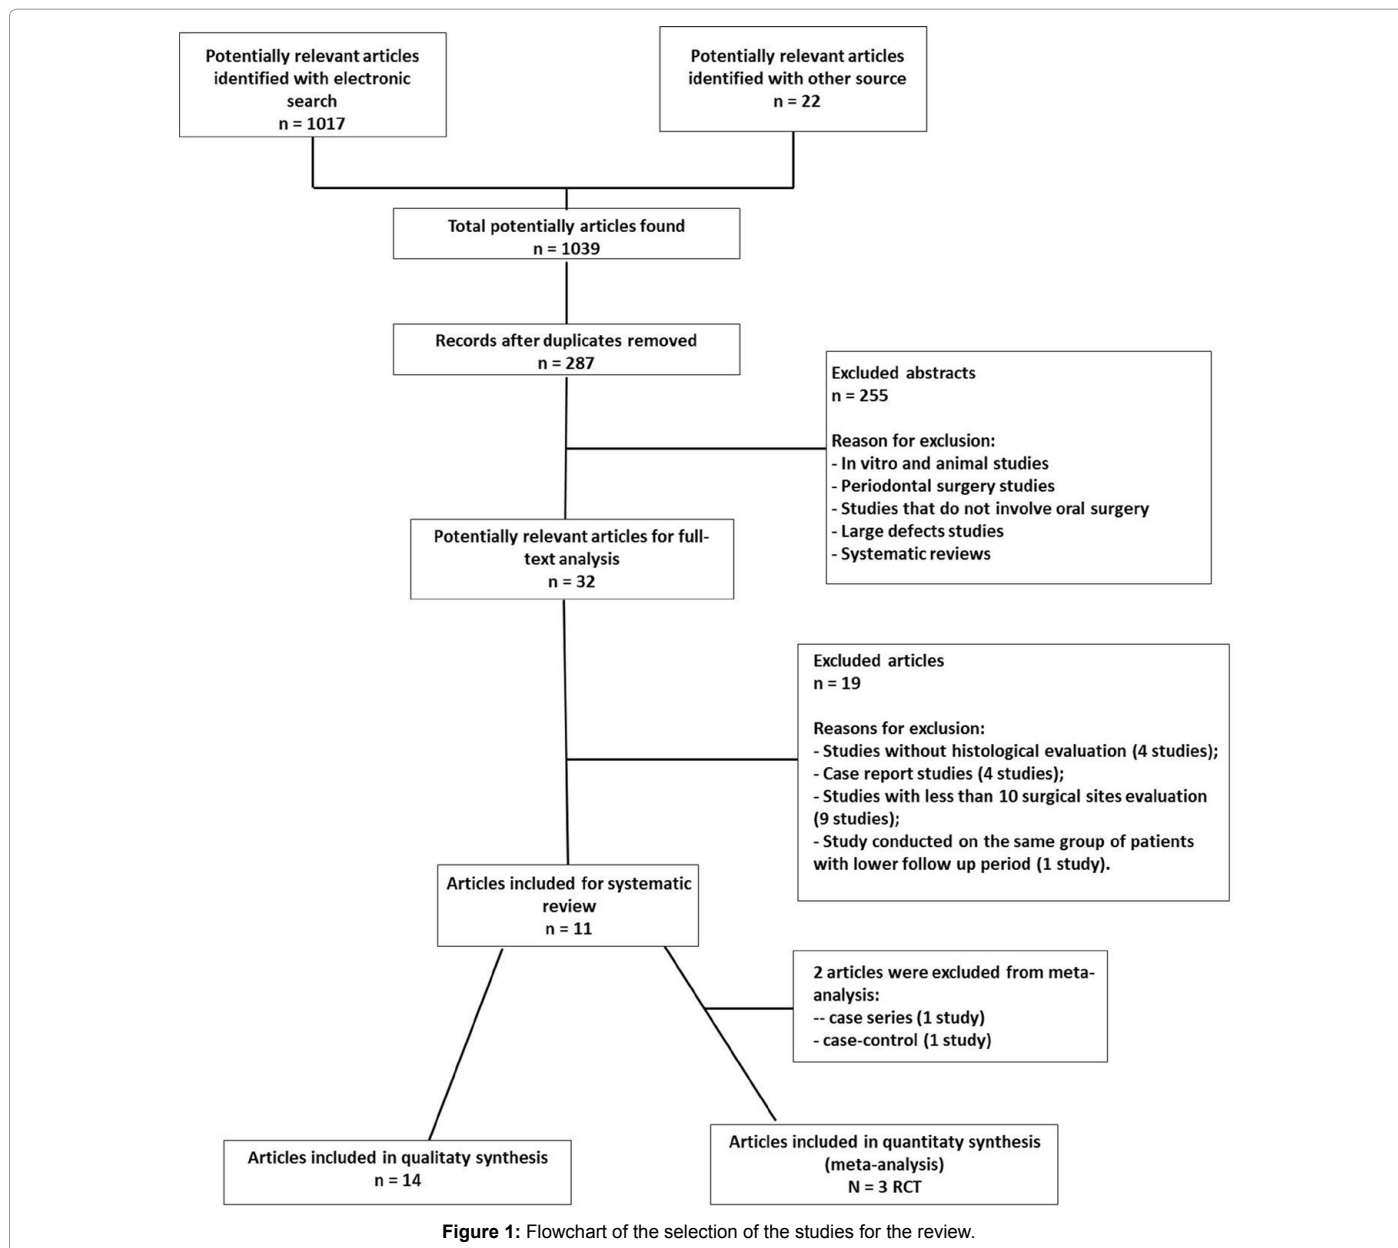 Potentially relevant articles
identified with electronic
search
n = 1017
Potentially relevant articles
identified with other source
n = 22
Total potentially articles found
n = 1039
Records after duplicates removed
n = 287
Excluded abstracts
n = 255
Reason for exclusion:
- In vitro and animal studies
- Periodontal surgery studies
- Studies that do not involve oral surgery
- Large defects studies
- Systematic reviews
Potentially relevant articles for full-
text analysis
n = 32
Excluded articles
n = 19
Reasons for exclusion:
- Studies without histological evaluation (4 studies);
- Case report studies (4 studies);
- Studies with less than 10 surgical sites evaluation
(9 studies);
- Study conducted on the same group of patients
with lower follow up period (1 study).
Articles included for systematic
review
n = 11
2 articles were excluded from meta-
analysis:
-- case series (1 study)
- case-control (1 study)
Articles included in qualitaty synthesis
n = 14
Articles included in quantitaty synthesis
(meta-analysis)
N = 3 RCT
Figure 1: Flowchart of the selection of the studies for the review.